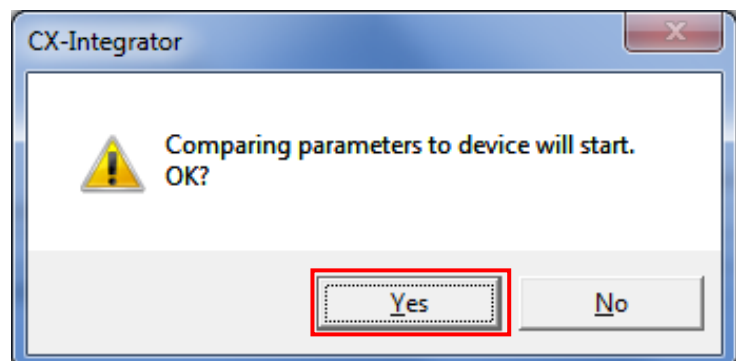 CX-Integrator
Comparing parameters to device will start.
OK?
Yes
No